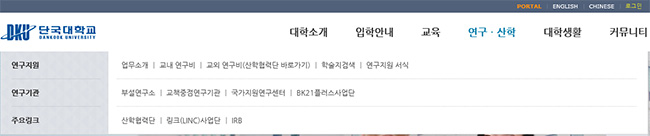 PORTAL | ENGLISH | CHINESE | 로그인
DKU 단국대학교
DANKOOK UNIVERSITY
대학소개 입학안내 교육 연구·산학 대학생활 커뮤니티
연구지원 업무소개 | 교내 연구비 | 교외 연구비(산학협력단 바로가기) | 학술지검색 | 연구지원 서식
연구기관 부설연구소 | 교책중점연구기관 | 국가지원연구센터 | BK21플러스사업단
주요링크 산학협력단 | 링크(LINC)사업단 | IRB